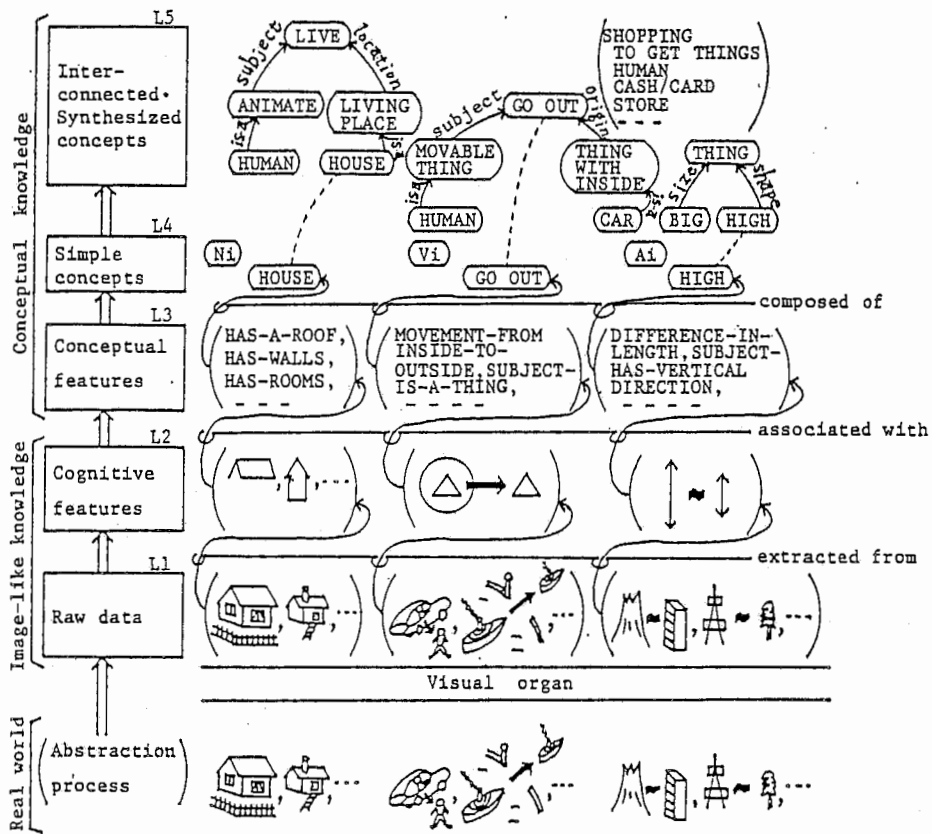 L5
Inter-
connected·
Synthesized
concepts
Conceptual knowledge
LIVE
subject
location
ANIMATE
LIVING
PLACE
is-a
is-a
HUMAN
HOUSE
GO OUT
subject
origin
MOVABLE
THING
THING
WITH
INSIDE
is-a
is-a
HUMAN
CAR
SHOPPING
TO GET THINGS
HUMAN
CASH/CARD
STORE
- - -
THING
size
shape
BIG
HIGH
L4
Simple
concepts
Ni
HOUSE
Vi
GO OUT
Ai
HIGH
composed of
L3
Conceptual
features
HAS-A-ROOF,
HAS-WALLS,
HAS-ROOMS,
- - -
MOVEMENT-FROM
INSIDE-TO-
OUTSIDE,SUBJECT-
IS-A-THING,
- - - -
DIFFERENCE-IN-
LENGTH,SUBJECT-
HAS-VERTICAL
DIRECTION,
- - - -
associated with
Image-like knowledge
L2
Cognitive
features
, ,...
≈
extracted from
L1
Raw data
, ,...
, ,...
≈ , ≈ ,...
Visual organ
Real world
(Abstraction
process)
, ,...
, ,...
≈ , ≈ ,...